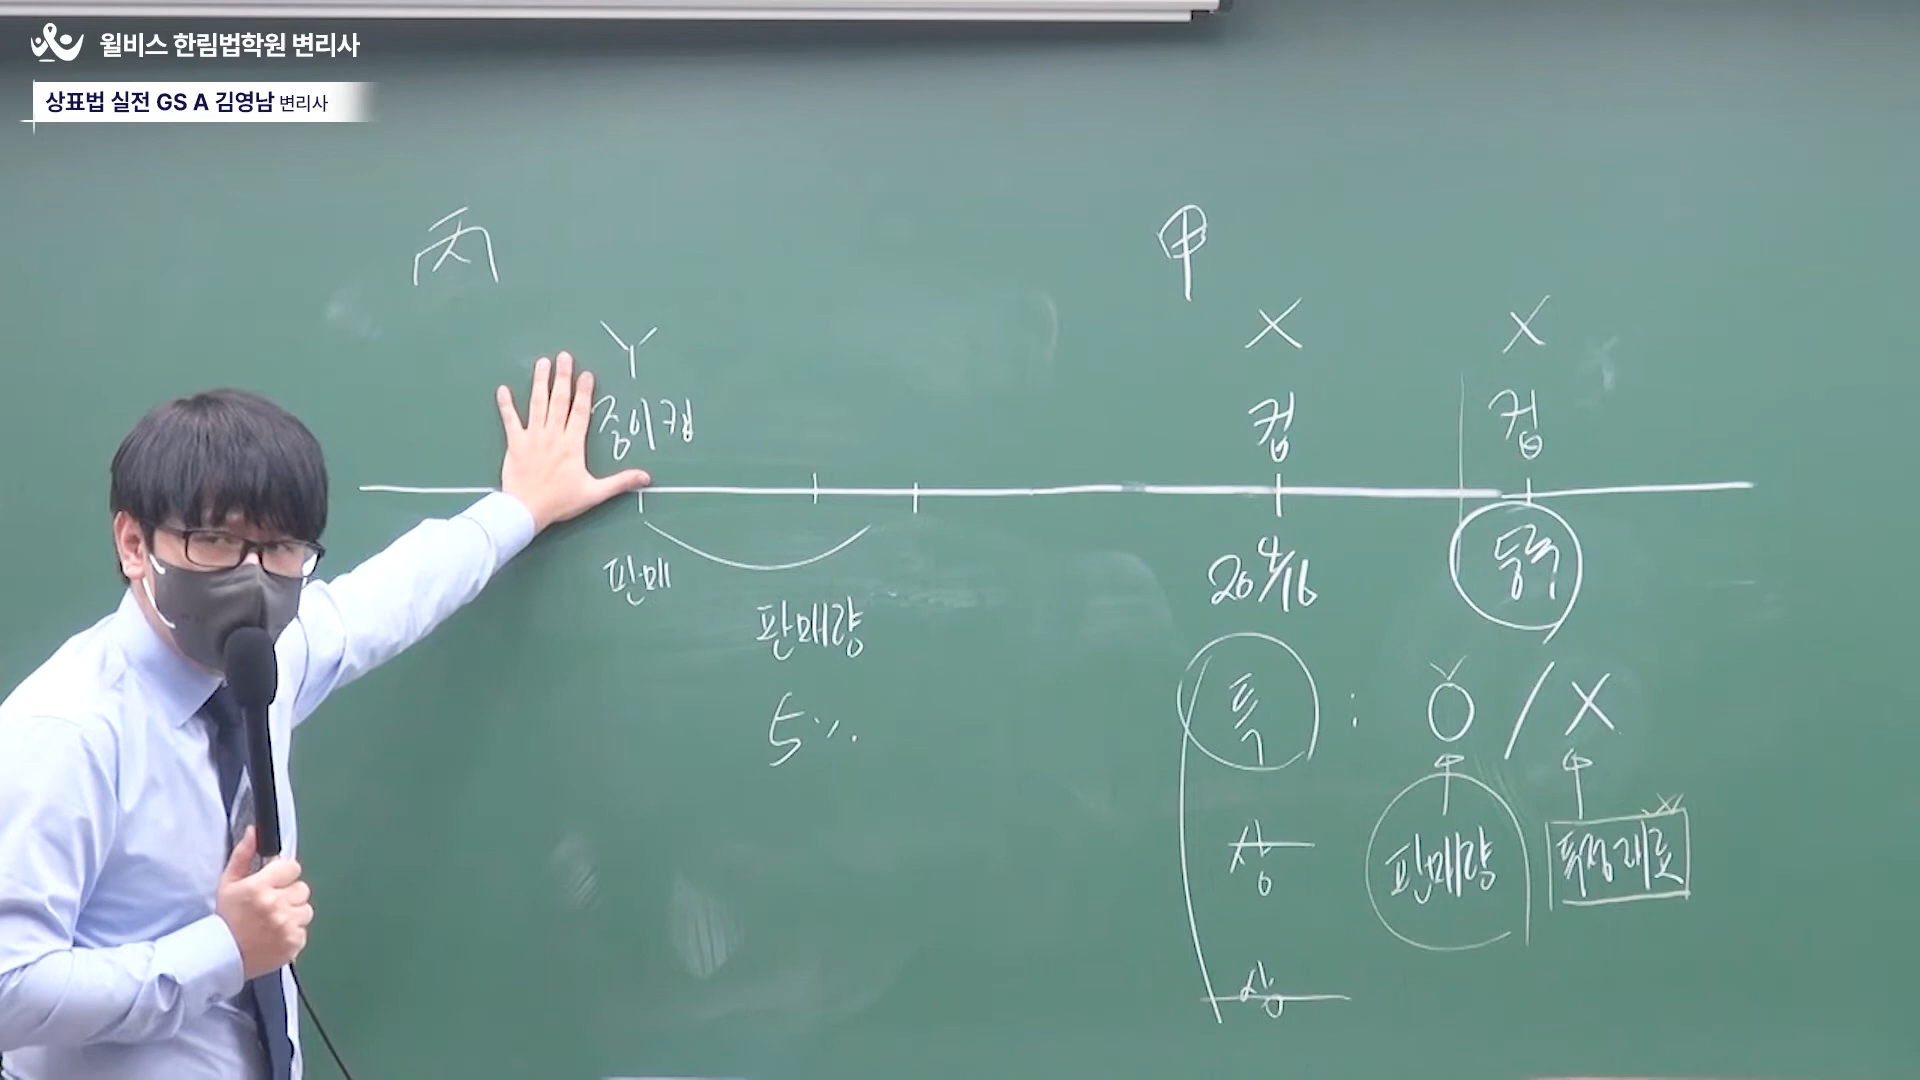 윌비스 한림법학원 변리사
상표법 실전 GS A 김영남 변리사
丙
甲
Y
X
X
종이컵
컵
컵
판매
20 4/16
등록
판매량
5%
특 : O / X
상
판매량
특정재료
상